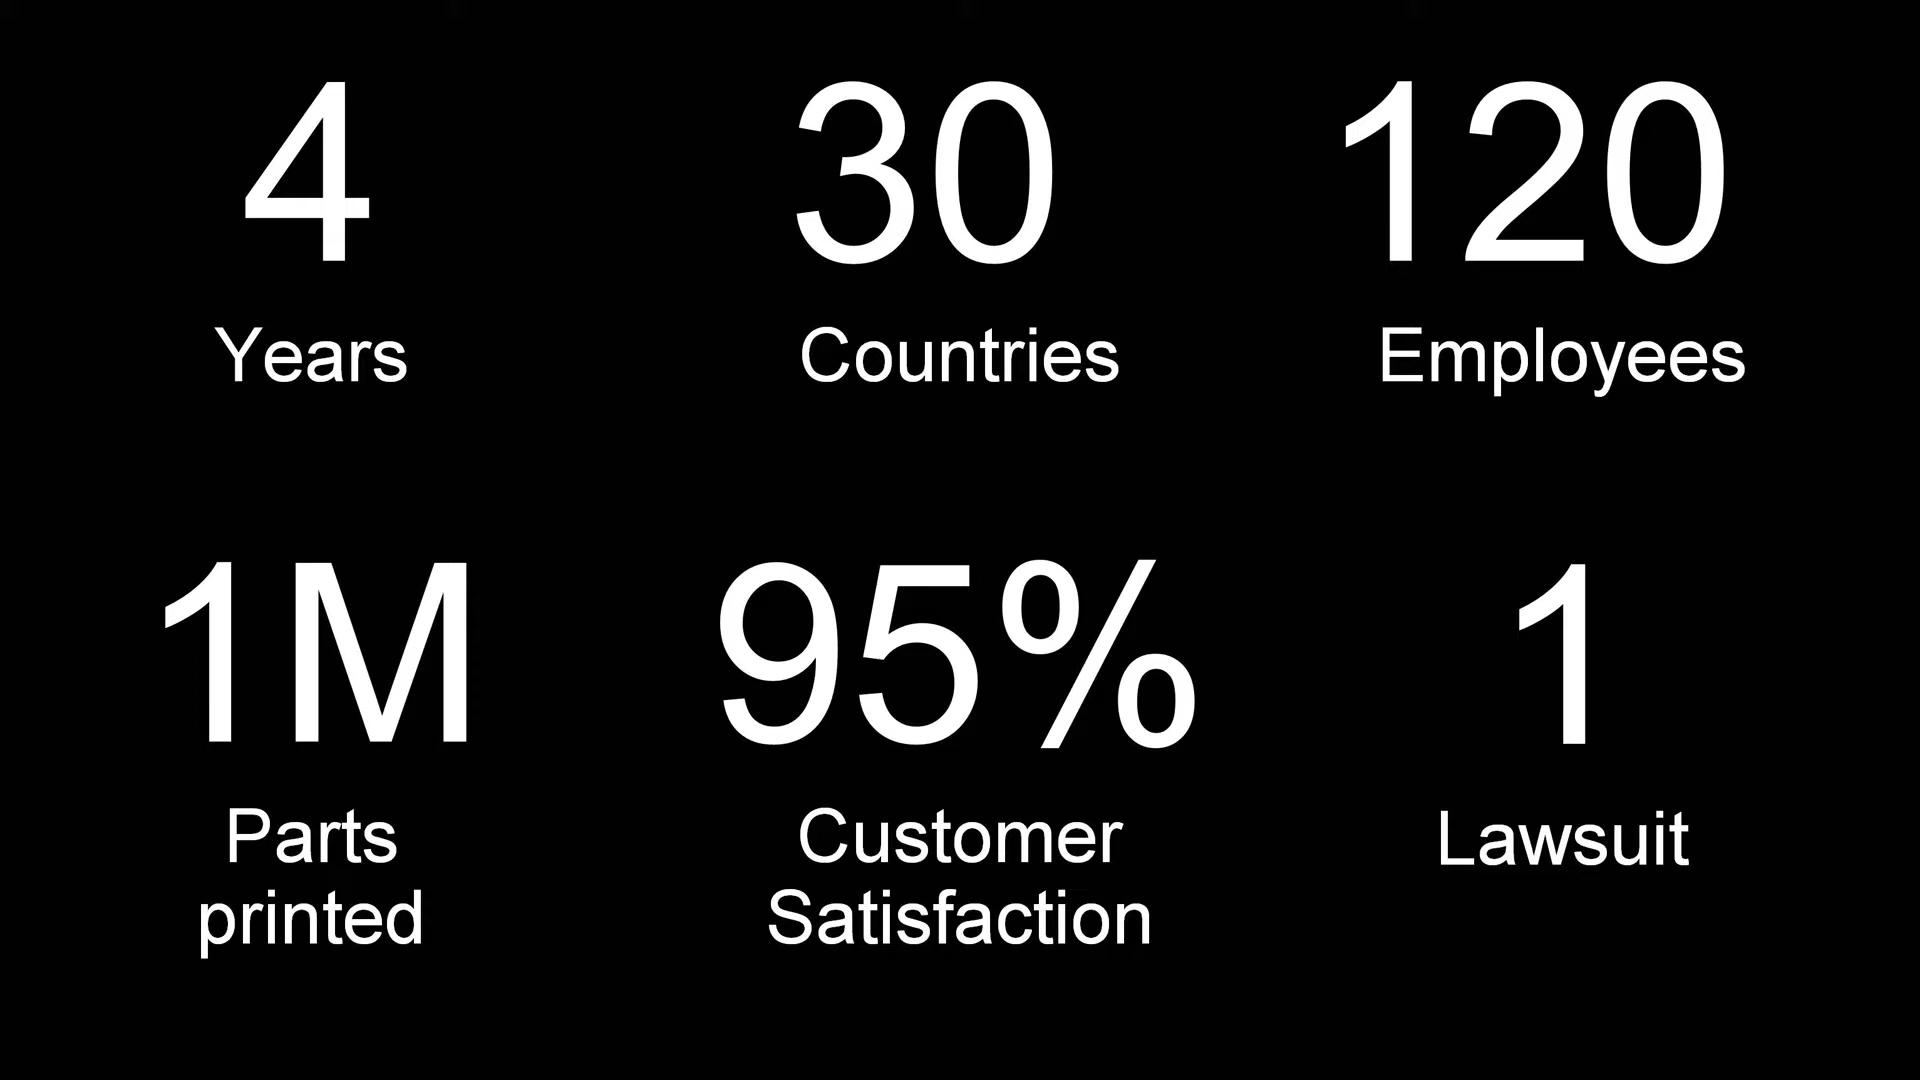 4
Years
30
Countries
120
Employees
1M
Parts
printed
95%
Customer
Satisfaction
1
Lawsuit